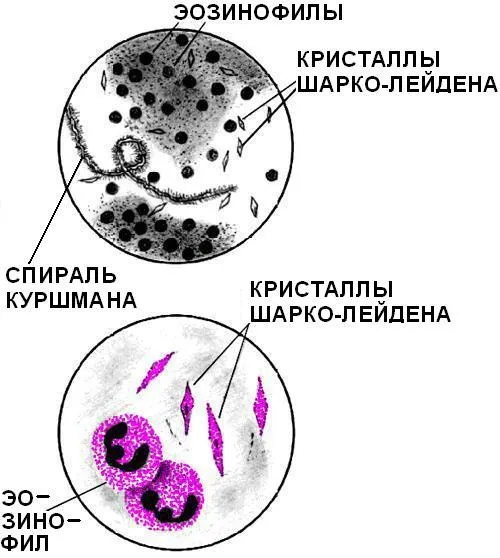 ЭОЗИНОФИЛЫ
КРИСТАЛЛЫ
ШАРКО-ЛЕЙДЕНА
СПИРАЛЬ
КУРШМАНА
КРИСТАЛЛЫ
ШАРКО-ЛЕЙДЕНА
ЭО-
ЗИНО-
ФИЛ